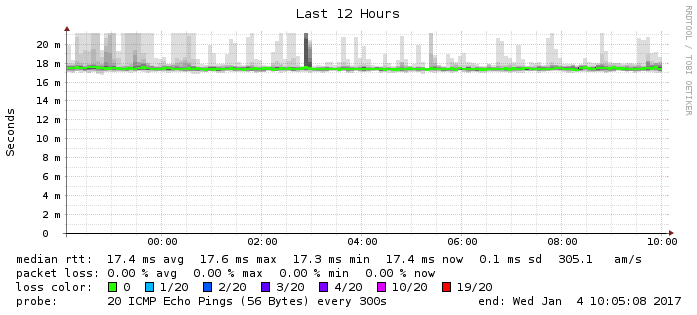 Last 12 Hours
RRDTOOL / TOBI OETIKER
Seconds
20 m
18 m
16 m
14 m
12 m
10 m
8 m
6 m
4 m
2 m
0
00:00 02:00 04:00 06:00 08:00 10:00
median rtt: 17.4 ms avg 17.6 ms max 17.3 ms min 17.4 ms now 0.1 ms sd 305.1 am/s
packet loss: 0.00 % avg 0.00 % max 0.00 % min 0.00 % now
loss color: 0 1/20 2/20 3/20 4/20 10/20 19/20
probe: 20 ICMP Echo Pings (56 Bytes) every 300s end: Wed Jan 4 10:05:08 2017